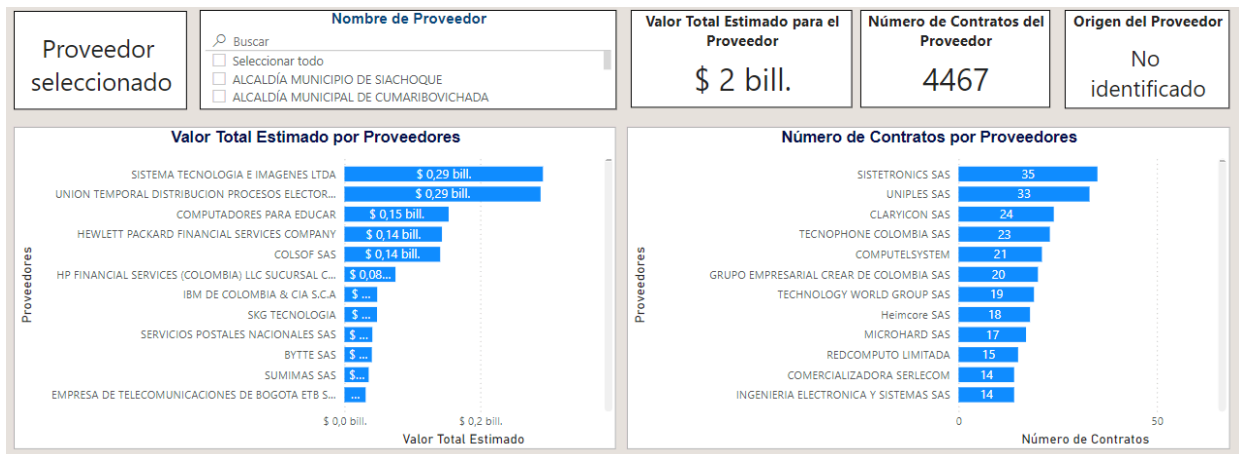 Proveedor
seleccionado
Nombre de Proveedor
Buscar
Seleccionar todo
ALCALDÍA MUNICIPIO DE SIACHOQUE
ALCALDÍA MUNICIPAL DE CUMARIBOVICHADA
Valor Total Estimado para el
Proveedor
$ 2 bill.
Número de Contratos del
Proveedor
4467
Origen del Proveedor
No
identificado
Valor Total Estimado por Proveedores
Proveedores
SISTEMA TECNOLOGIA E IMAGENES LTDA $ 0,29 bill.
UNION TEMPORAL DISTRIBUCION PROCESOS ELECTOR... $ 0,29 bill.
COMPUTADORES PARA EDUCAR $ 0,15 bill.
HEWLETT PACKARD FINANCIAL SERVICES COMPANY $ 0,14 bill.
COLSOF SAS $ 0,14 bill.
HP FINANCIAL SERVICES (COLOMBIA) LLC SUCURSAL C... $ 0,08...
IBM DE COLOMBIA & CIA S.C.A $ ...
SKG TECNOLOGIA $ ...
SERVICIOS POSTALES NACIONALES SAS $ ...
BYTTE SAS $ ...
SUMIMAS SAS $...
EMPRESA DE TELECOMUNICACIONES DE BOGOTA ETB S... ...
$ 0,0 bill. $ 0,2 bill.
Valor Total Estimado
Número de Contratos por Proveedores
Proveedores
SISTETRONICS SAS 35
UNIPLES SAS 33
CLARYICON SAS 24
TECNOPHONE COLOMBIA SAS 23
COMPUTELSYSTEM 21
GRUPO EMPRESARIAL CREAR DE COLOMBIA SAS 20
TECHNOLOGY WORLD GROUP SAS 19
Heimcore SAS 18
MICROHARD SAS 17
REDCOMPUTO LIMITADA 15
COMERCIALIZADORA SERLECOM 14
INGENIERIA ELECTRONICA Y SISTEMAS SAS 14
0 50
Número de Contratos